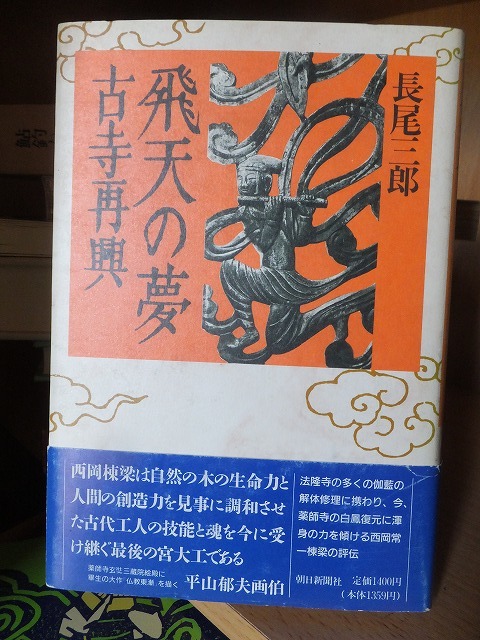 長尾三郎
飛天の夢
古寺再興
西岡棟梁は自然の木の生命力と
人間の創造力を見事に調和させ
た古代工人の技能と魂を今に受
け継ぐ最後の宮大工である
薬師寺玄奘三蔵院絵殿に
畢生の大作「仏教東漸」を描く
平山郁夫画伯
法隆寺の多くの伽藍の
解体修理に携わり、今、
薬師寺の白鳳復元に渾
身の力を傾ける西岡常
一棟梁の評伝
朝日新聞社 定価1400円
(本体1359円)